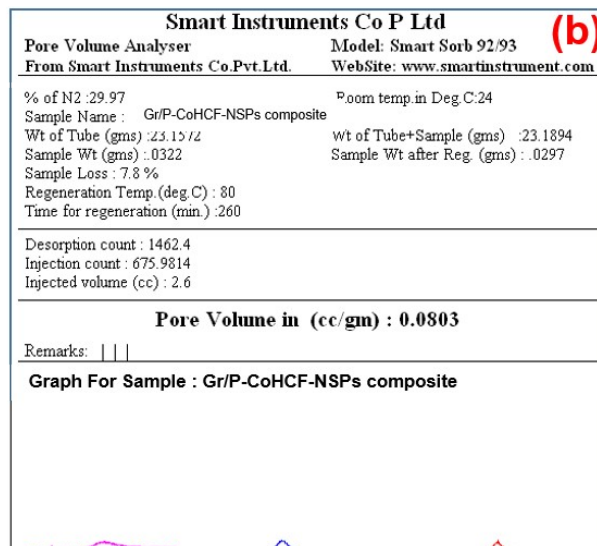 Smart Instruments Co P Ltd
(b)
Pore Volume Analyser Model: Smart Sorb 92/93
From Smart Instruments Co.Pvt.Ltd. WebSite: www.smartinstrument.com
% of N2 :29.97 Room temp.in Deg.C:24
Sample Name : Gr/P-CoHCF-NSPs composite
Wt of Tube (gms) :23.1572 Wt of Tube+Sample (gms) :23.1894
Sample Wt (gms) :.0322 Sample Wt after Reg. (gms) : .0297
Sample Loss : 7.8 %
Regeneration Temp.(deg.C) : 80
Time for regeneration (min.) :260
Desorption count : 1462.4
Injection count : 675.9814
Injected volume (cc) : 2.6
Pore Volume in (cc/gm) : 0.0803
Remarks: | | |
Graph For Sample : Gr/P-CoHCF-NSPs composite